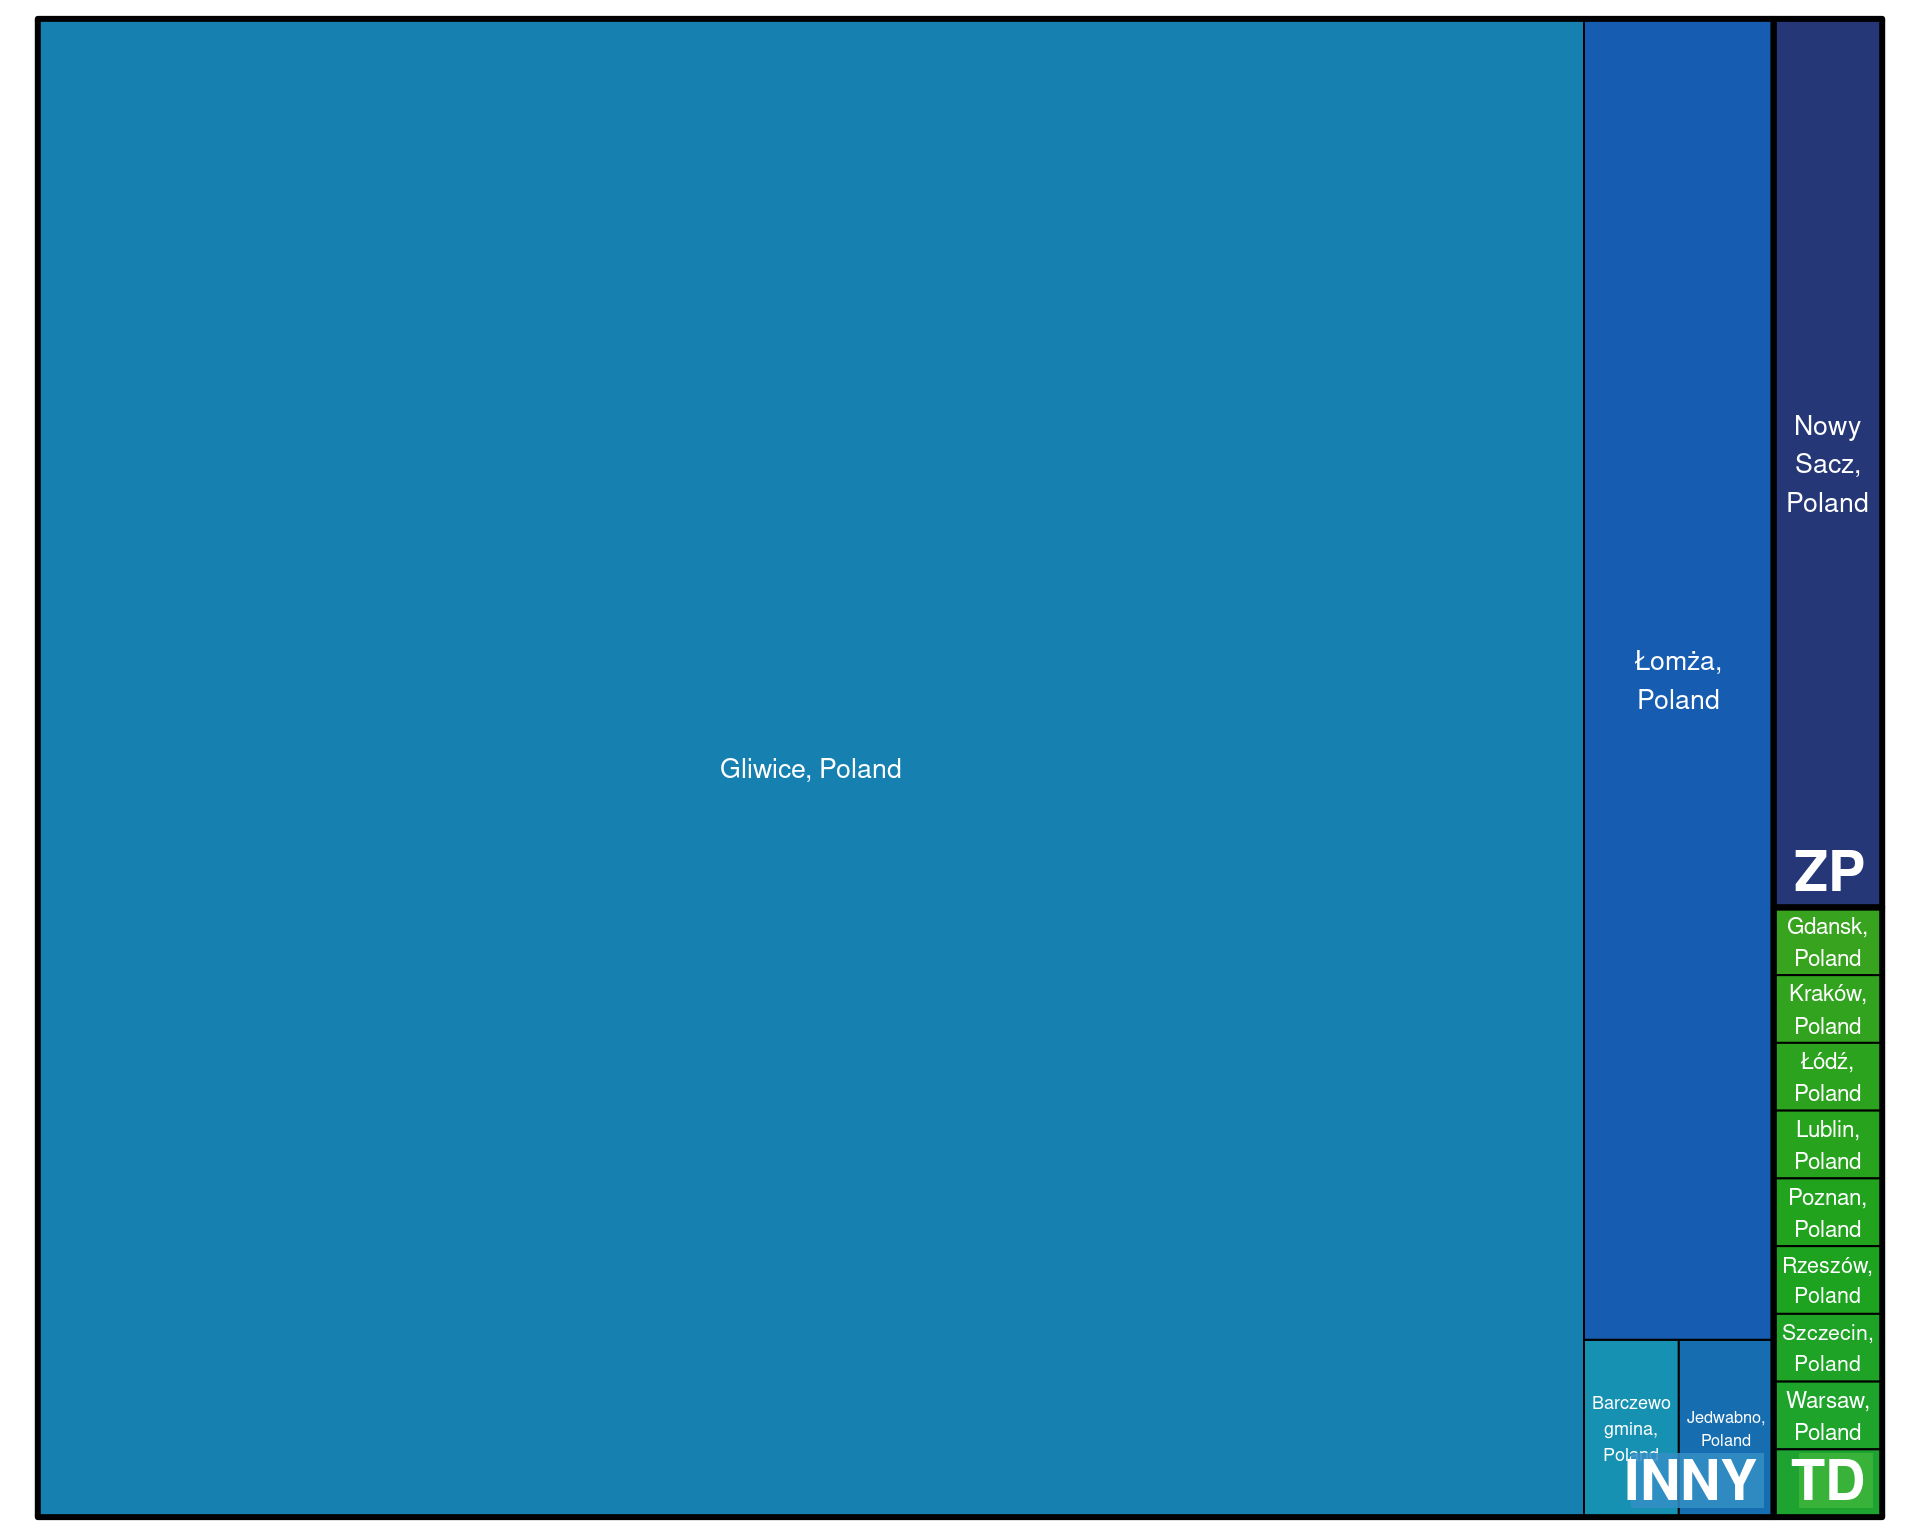 Gliwice, Poland
Łomża,
Poland
Barczewo
gmina,
Poland
Jedwabno,
Poland
INNY
Nowy
Sacz,
Poland
ZP
Gdansk,
Poland
Kraków,
Poland
Łódź,
Poland
Lublin,
Poland
Poznan,
Poland
Rzeszów,
Poland
Szczecin,
Poland
Warsaw,
Poland
TD